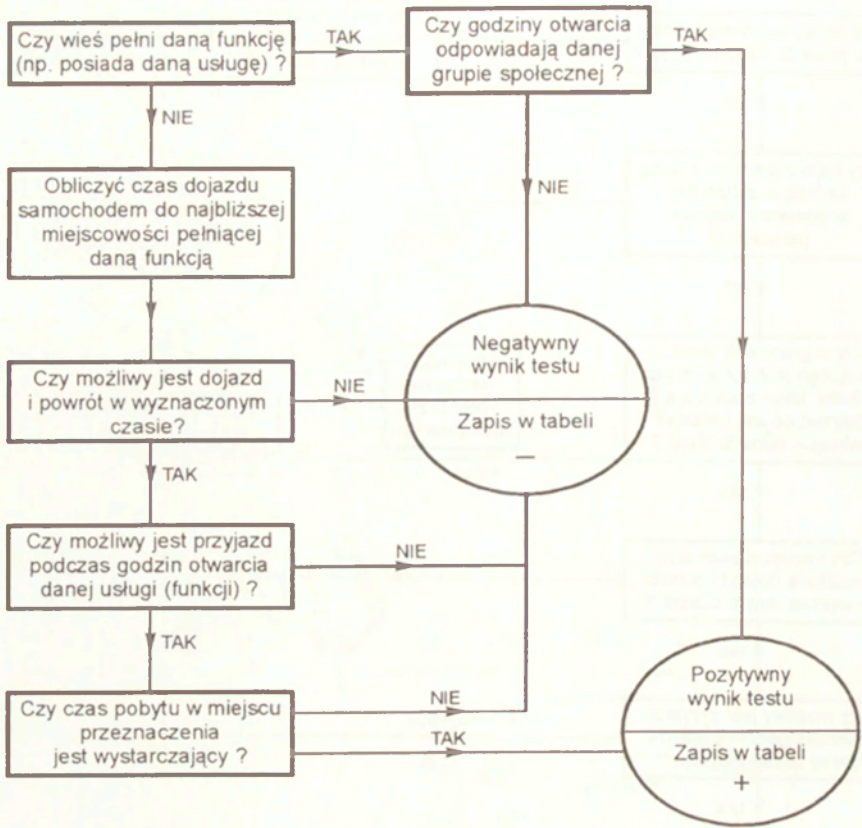 Czy wieś pełni daną funkcję
(np. posiada daną usługę) ?
TAK
Czy godziny otwarcia
odpowiadają danej
grupie społecznej ?
TAK
NIE
NIE
Obliczyć czas dojazdu
samochodem do najbliższej
miejscowości pełniącej
daną funkcją
Czy możliwy jest dojazd
i powrót w wyznaczonym
czasie?
NIE
Negatywny
wynik testu
Zapis w tabeli
–
TAK
Czy możliwy jest przyjazd
podczas godzin otwarcia
danej usługi (funkcji) ?
NIE
TAK
Czy czas pobytu w miejscu
przeznaczenia
jest wystarczający ?
NIE
TAK
Pozytywny
wynik testu
Zapis w tabeli
+